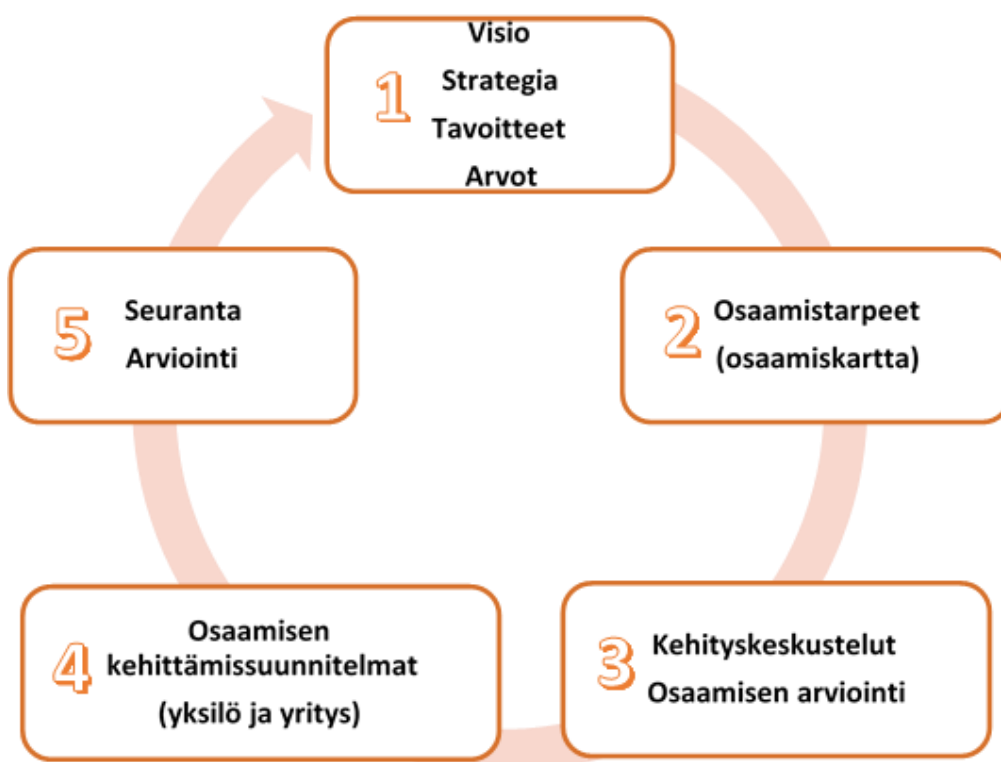 1
Visio
Strategia
Tavoitteet
Arvot
2
Osaamistarpeet
(osaamiskartta)
3
Kehityskeskustelut
Osaamisen arviointi
4
Osaamisen
kehittämissuunnitelmat
(yksilö ja yritys)
5
Seuranta
Arviointi